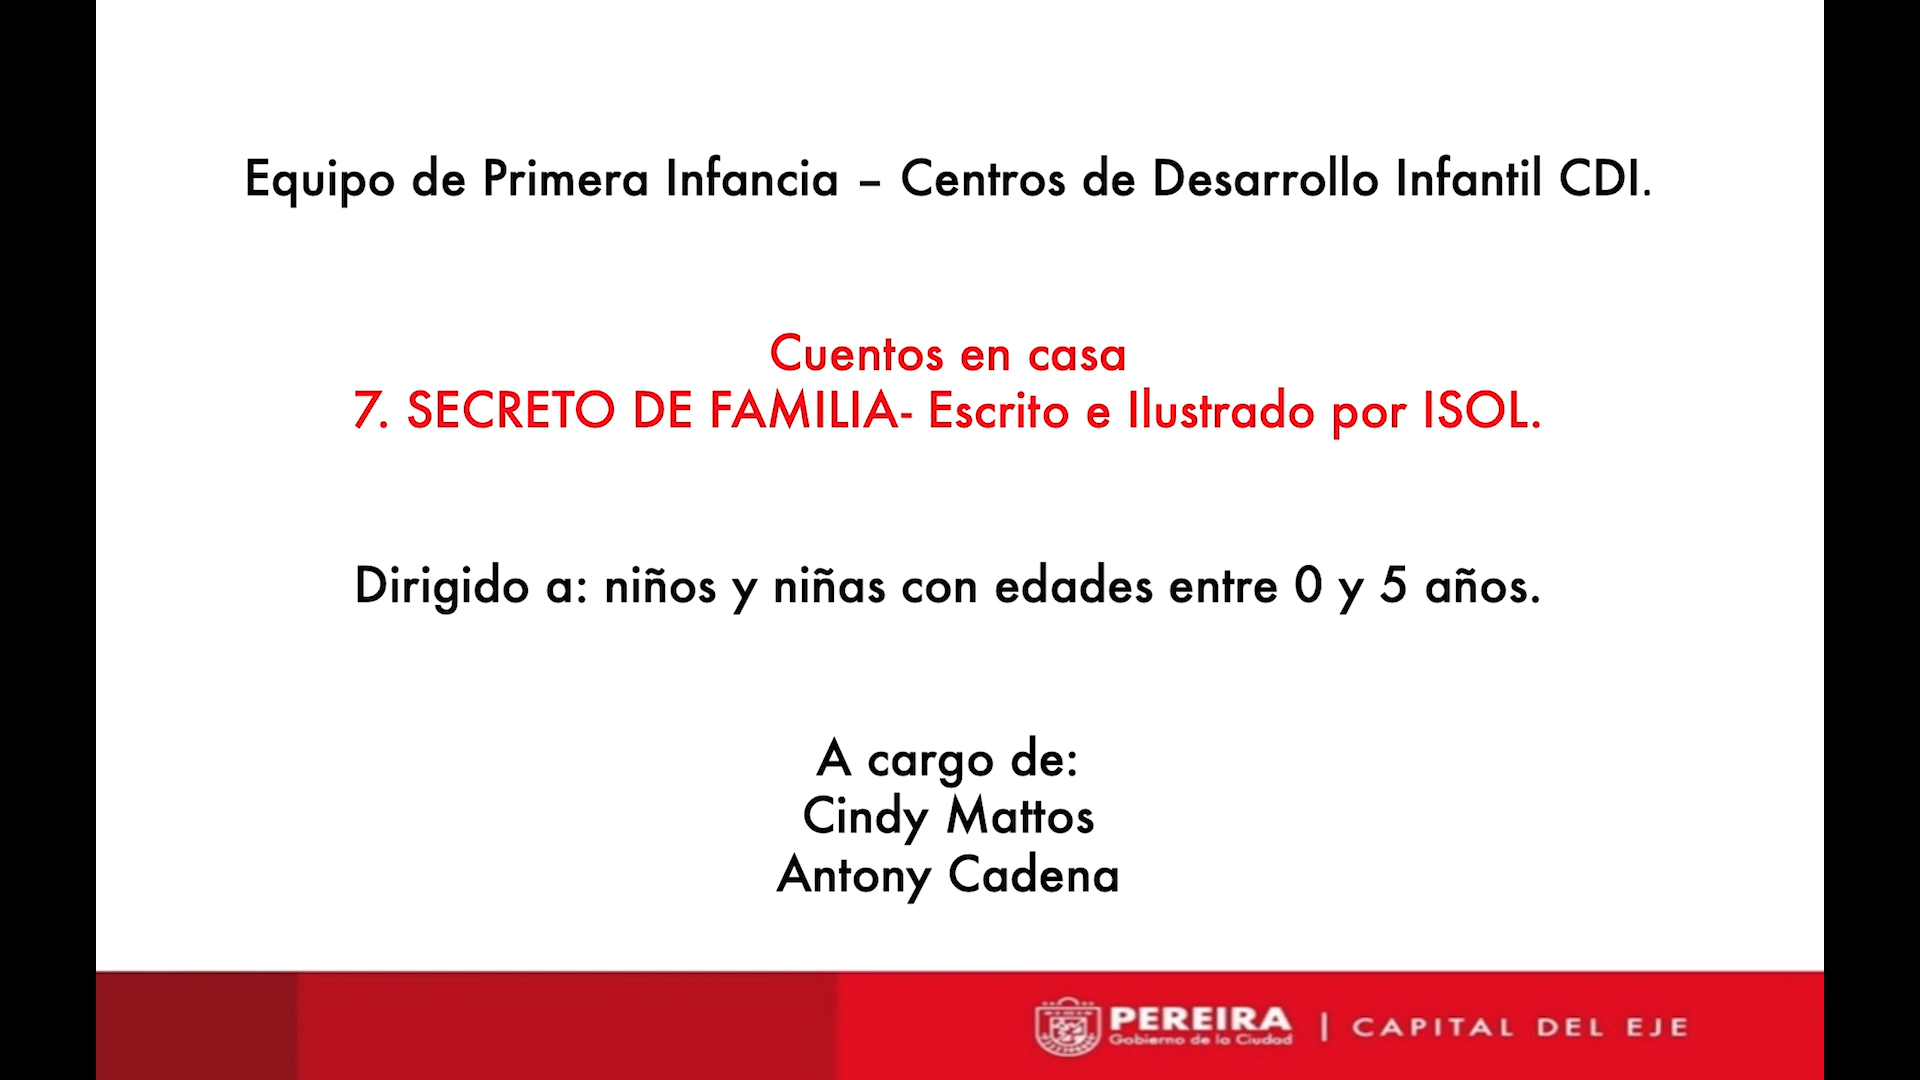 Equipo de Primera Infancia – Centros de Desarrollo Infantil CDI.
Cuentos en casa
7. SECRETO DE FAMILIA- Escrito e Ilustrado por ISOL.
Dirigido a: niños y niñas con edades entre 0 y 5 años.
A cargo de:
Cindy Mattos
Antony Cadena
PEREIRA | CAPITAL DEL EJE
Gobierno de la Ciudad